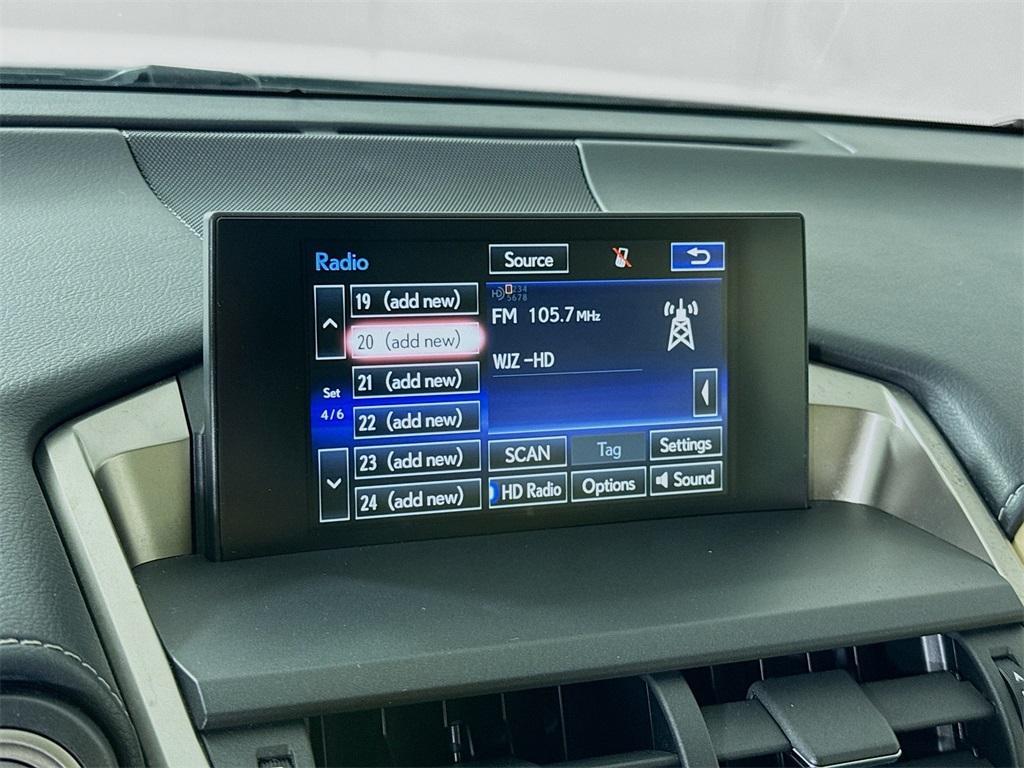 Radio
Source
19 (add new)
20 (add new)
21 (add new)
22 (add new)
23 (add new)
24 (add new)
Set
4/6
HD 234
5678
FM 105.7 MHz
WJZ -HD
SCAN
Tag
Settings
HD Radio
Options
Sound